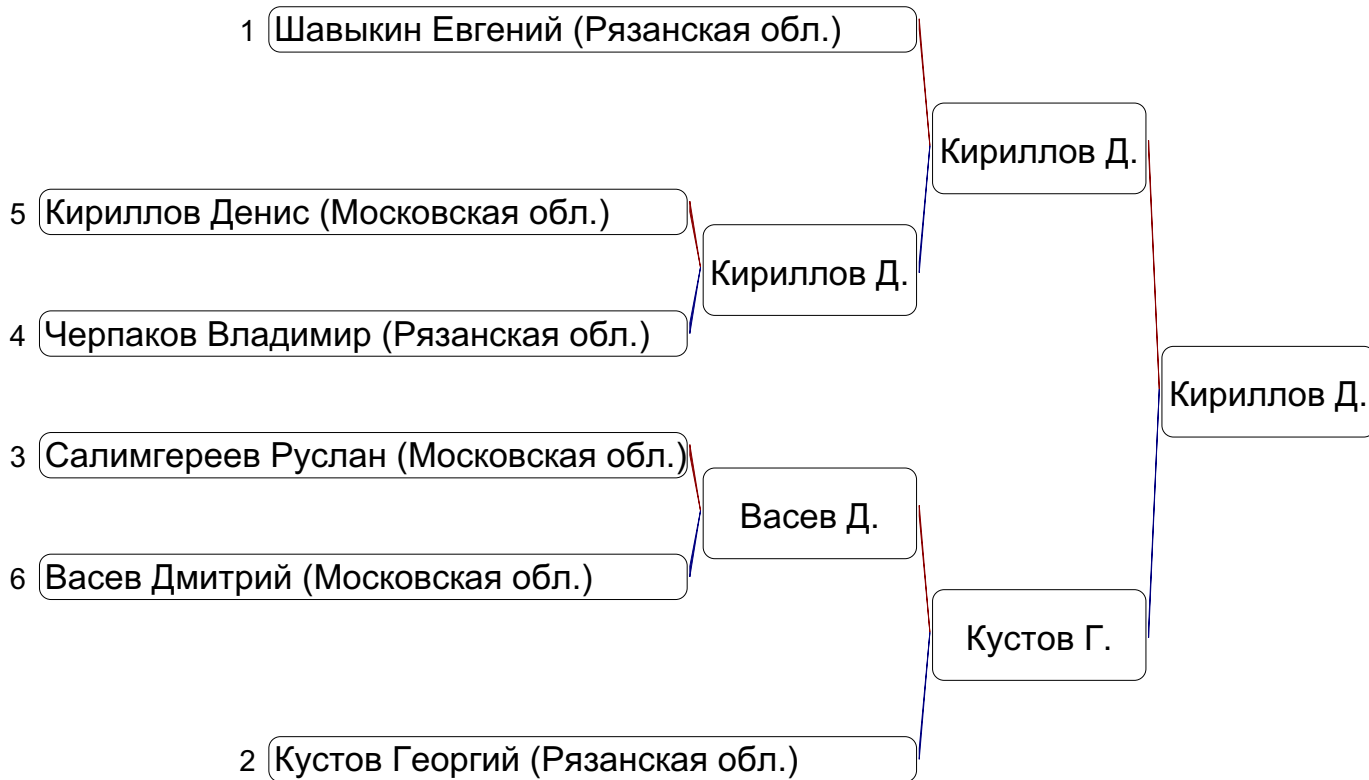 1 Шавыкин Евгений (Рязанская обл.)
Кириллов Д.
5 Кириллов Денис (Московская обл.)
Кириллов Д.
4 Черпаков Владимир (Рязанская обл.)
Кириллов Д.
3 Салимгереев Руслан (Московская обл.)
Васев Д.
6 Васев Дмитрий (Московская обл.)
Кустов Г.
2 Кустов Георгий (Рязанская обл.)